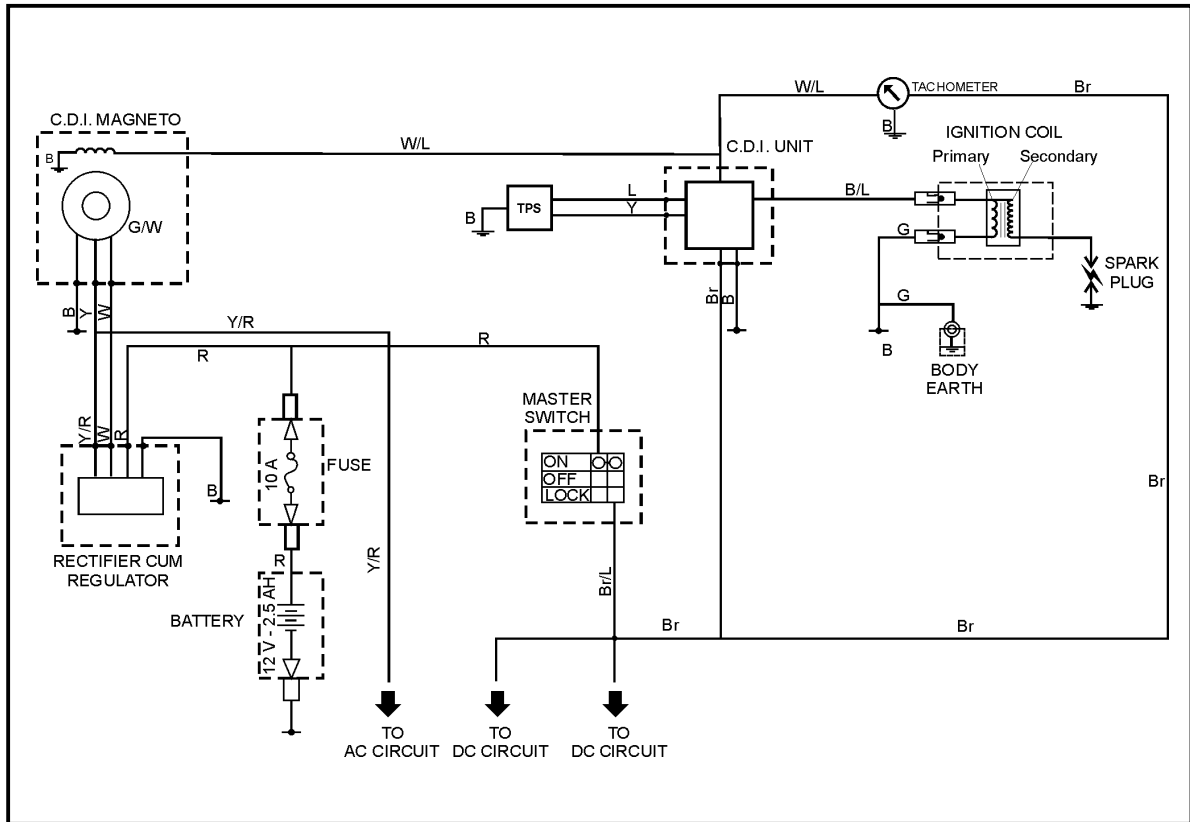 W/L
TACHOMETER
Br
C.D.I. MAGNETO
B
IGNITION COIL
Primary
Secondary
W/L
C.D.I. UNIT
B
B/L
L
Y
TPS
B
G/W
G
SPARK
PLUG
Br
B
G
B
Y
W
Y/R
R
R
B
BODY
EARTH
MASTER
SWITCH
Y/R
W
R
ON
OFF
LOCK
10 A
FUSE
B
Br
RECTIFIER CUM
REGULATOR
R
Y/R
Br/L
12 V - 2.5 AH
BATTERY
Br
Br
TO
AC CIRCUIT
TO
DC CIRCUIT
TO
DC CIRCUIT